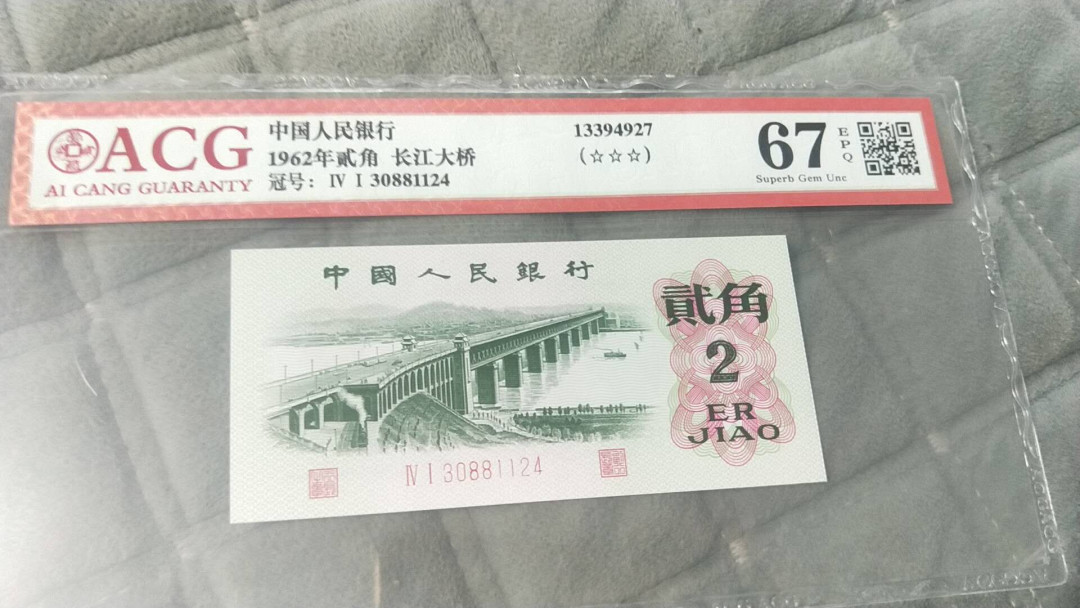 ACG
AI CANG GUARANTY
中国人民银行
1962年贰角 长江大桥
冠号: Ⅳ Ⅰ 30881124
13394927
(☆☆☆)
67
EPQ
Superb Gem Unc
中國人民銀行
貳角
2
ER
JIAO
Ⅳ Ⅰ 30881124